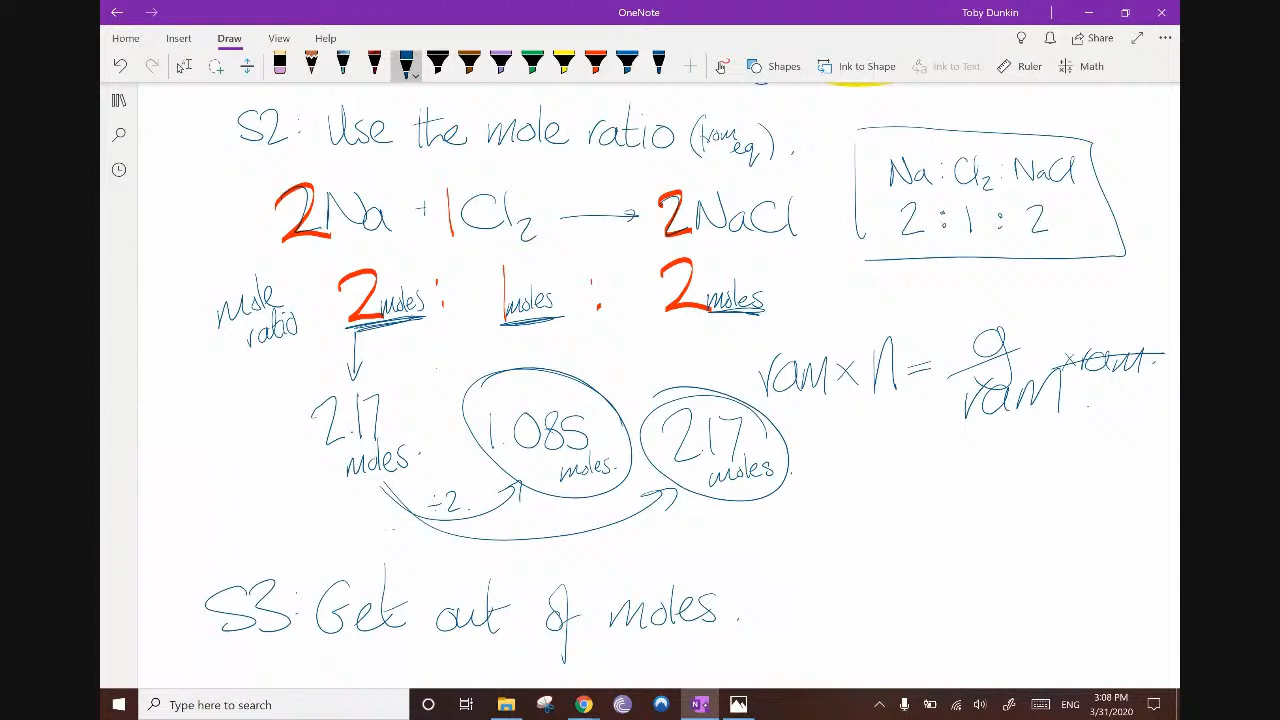 OneNote
Toby Dunkin
Home Insert Draw View Help
Share
Shapes Ink to Shape Ink to Text Ruler Math
S2: Use the mole ratio (from eq).
Na : Cl2 : NaCl
2 : 1 : 2
2Na + 1Cl2 → 2NaCl
mole ratio 2 moles : 1 moles : 2 moles
ram × n = g / ram × ram.
2.17 moles. 1.085 moles. 2.17 moles.
÷2.
S3: Get out of moles.
Type here to search
ENG
3:08 PM
3/31/2020